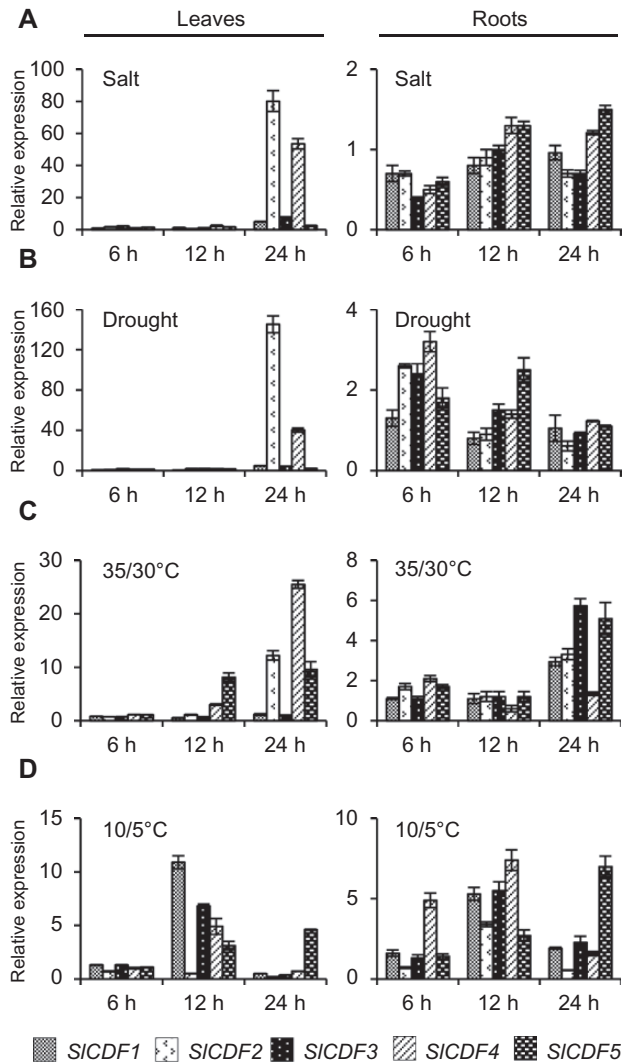 A
Leaves
Roots
Relative expression
100
80
60
40
20
0
Salt
6 h
12 h
24 h
2
1
0
Salt
6 h
12 h
24 h
B
Relative expression
160
120
80
40
0
Drought
6 h
12 h
24 h
4
2
0
Drought
6 h
12 h
24 h
C
Relative expression
30
20
10
0
35/30°C
6 h
12 h
24 h
8
6
4
2
0
35/30°C
6 h
12 h
24 h
D
Relative expression
15
10
5
0
10/5°C
6 h
12 h
24 h
10
5
0
10/5°C
6 h
12 h
24 h
SlCDF1 SlCDF2 SlCDF3 SlCDF4 SlCDF5